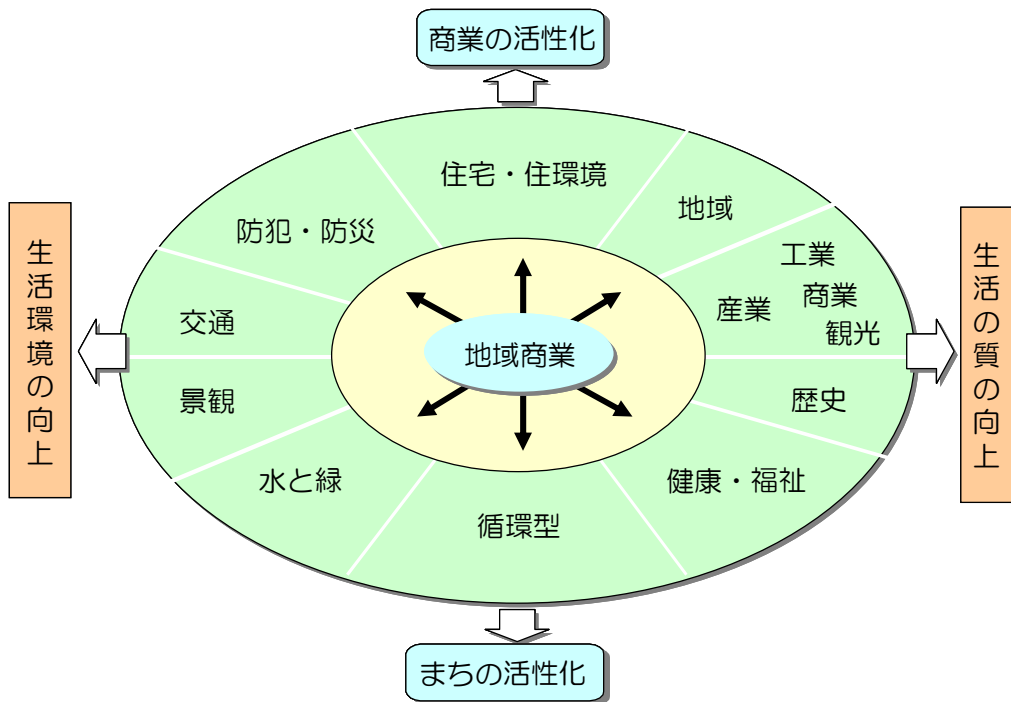 商業の活性化
住宅・住環境
地域
防犯・防災
工業
商業
産業
観光
交通
地域商業
景観
歴史
水と緑
健康・福祉
循環型
生活環境の向上
生活の質の向上
まちの活性化